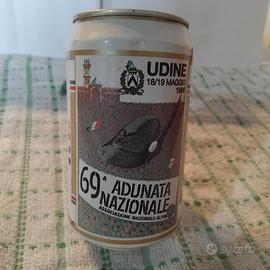 UDINE
18/19 MAGGIO
1996
69ª ADUNATA
NAZIONALE
ASSOCIAZIONE NAZIONALE ALPINI
subito